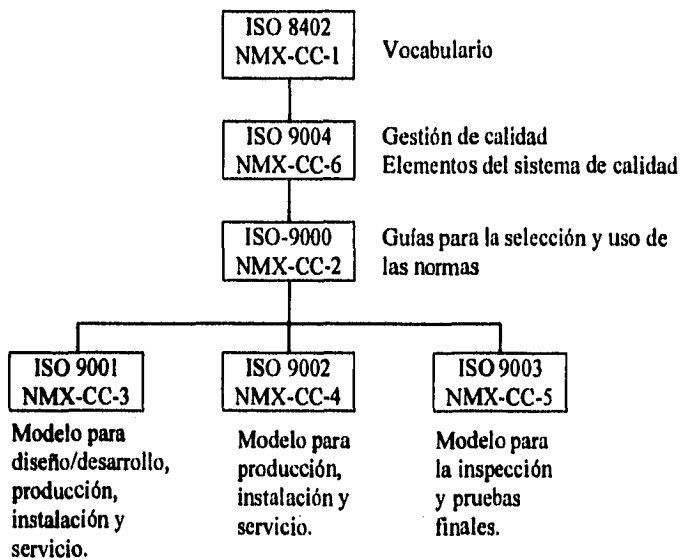 ISO 8402
NMX-CC-1
Vocabulario
ISO 9004
NMX-CC-6
Gestión de calidad
Elementos del sistema de calidad
ISO-9000
NMX-CC-2
Guías para la selección y uso de
las normas
ISO 9001
NMX-CC-3
Modelo para
diseño/desarrollo,
producción,
instalación y
servicio.
ISO 9002
NMX-CC-4
Modelo para
producción,
instalación y
servicio.
ISO 9003
NMX-CC-5
Modelo para
la inspección
y pruebas
finales.